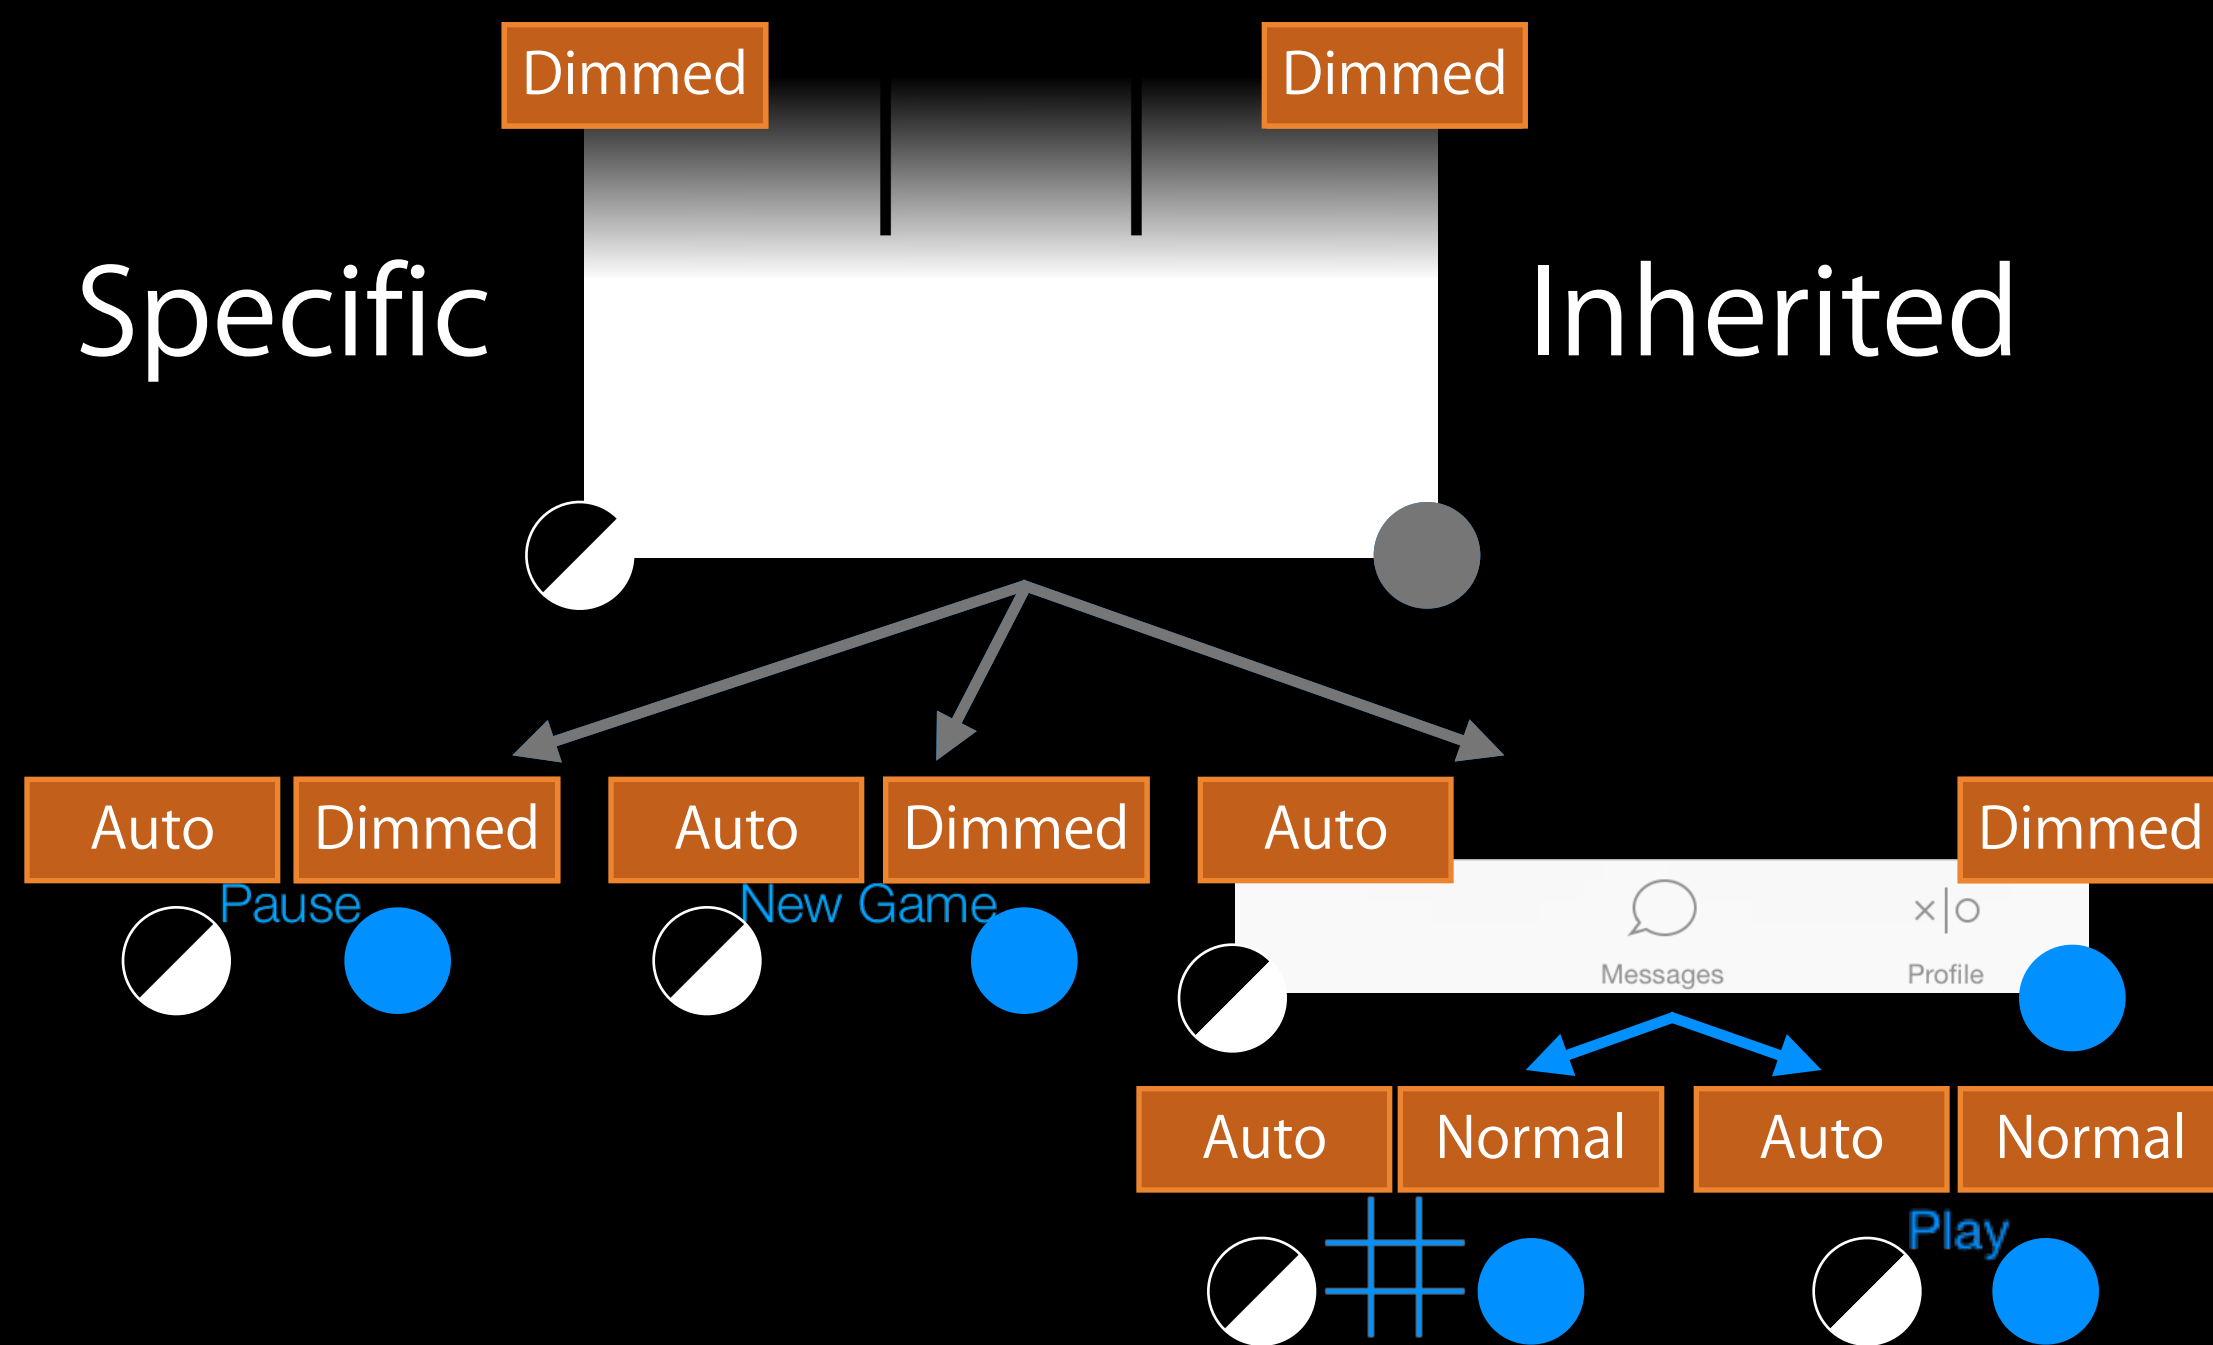 Dimmed Dimmed
Specific Inherited
Auto Dimmed Auto Dimmed Auto Dimmed
Pause New Game
Messages Profile
Auto Normal Auto Normal
Play